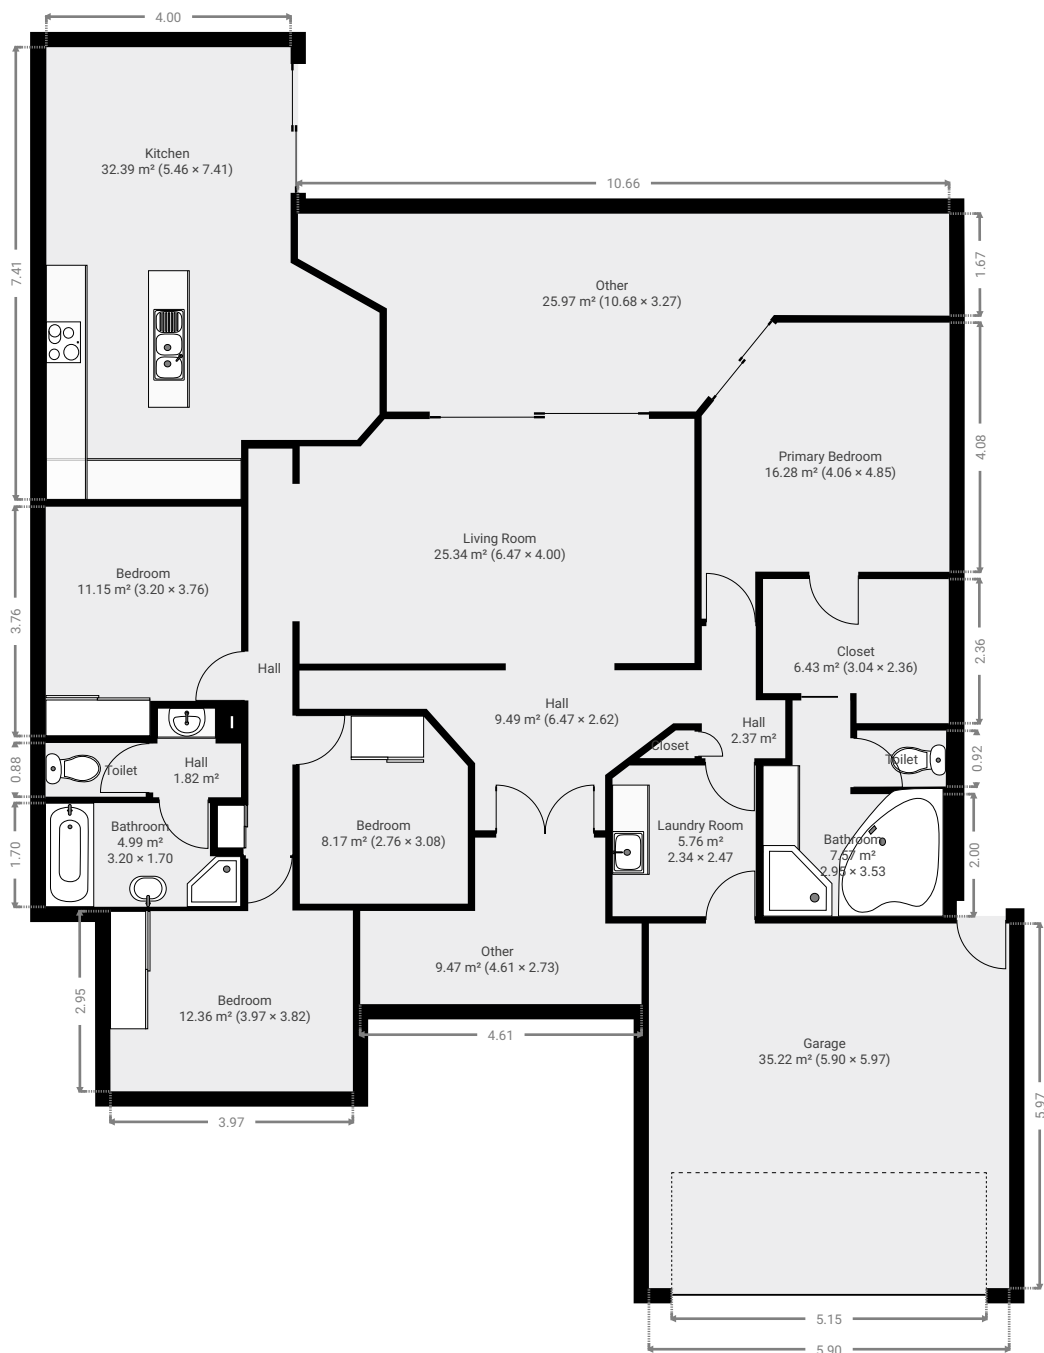 4.00
Kitchen
32.39 m² (5.46 × 7.41)
10.66
1.67
7.41
Other
25.97 m² (10.68 × 3.27)
4.08
Primary Bedroom
16.28 m² (4.06 × 4.85)
Living Room
25.34 m² (6.47 × 4.00)
Bedroom
11.15 m² (3.20 × 3.76)
3.76
Hall
Closet
6.43 m² (3.04 × 2.36)
2.36
Hall
9.49 m² (6.47 × 2.62)
Hall
2.37 m²
Closet
0.88
Toilet
Hall
1.82 m²
Toilet
0.92
1.70
Bathroom
4.99 m²
3.20 × 1.70
Bedroom
8.17 m² (2.76 × 3.08)
Laundry Room
5.76 m²
2.34 × 2.47
Bathroom
7.57 m²
2.95 × 3.53
2.00
2.95
Bedroom
12.36 m² (3.97 × 3.82)
Other
9.47 m² (4.61 × 2.73)
4.61
Garage
35.22 m² (5.90 × 5.97)
5.97
3.97
5.15
5.90